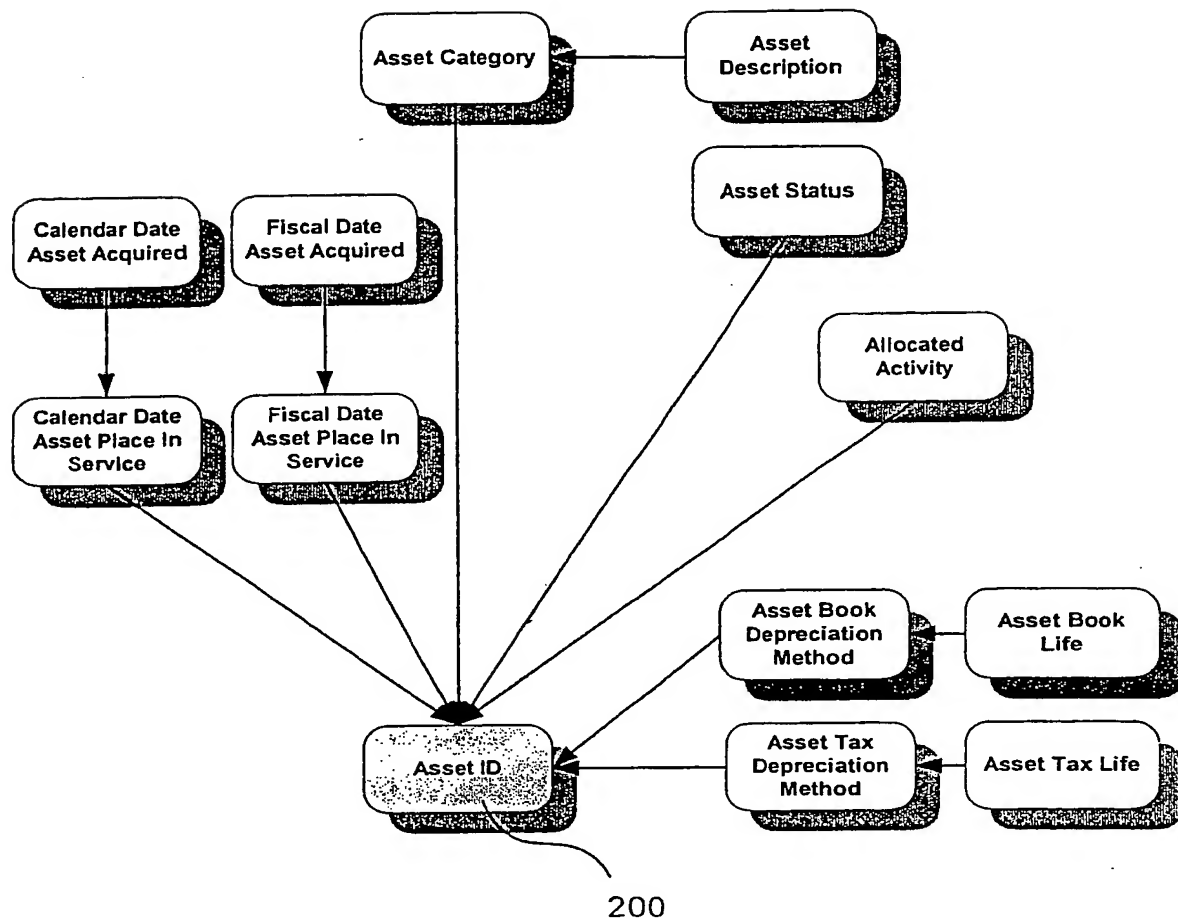 Asset Category
Asset
Description
Asset Status
Calendar Date
Asset Acquired
Fiscal Date
Asset Acquired
Allocated
Activity
Calendar Date
Asset Place In
Service
Fiscal Date
Asset Place In
Service
Asset Book
Depreciation
Method
Asset Book
Life
Asset ID
Asset Tax
Depreciation
Method
Asset Tax Life
200